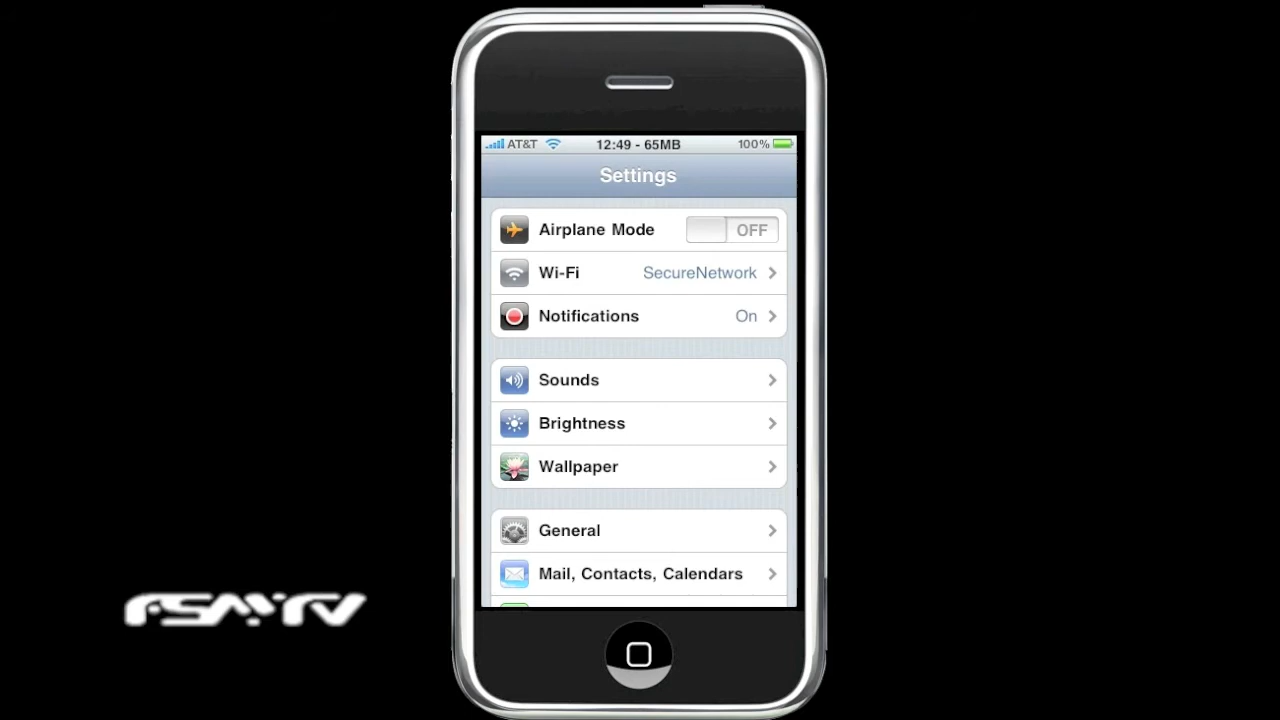 AT&T 12:49 - 65MB 100%
Settings
Airplane Mode OFF
Wi-Fi SecureNetwork
Notifications On
Sounds
Brightness
Wallpaper
General
Mail, Contacts, Calendars